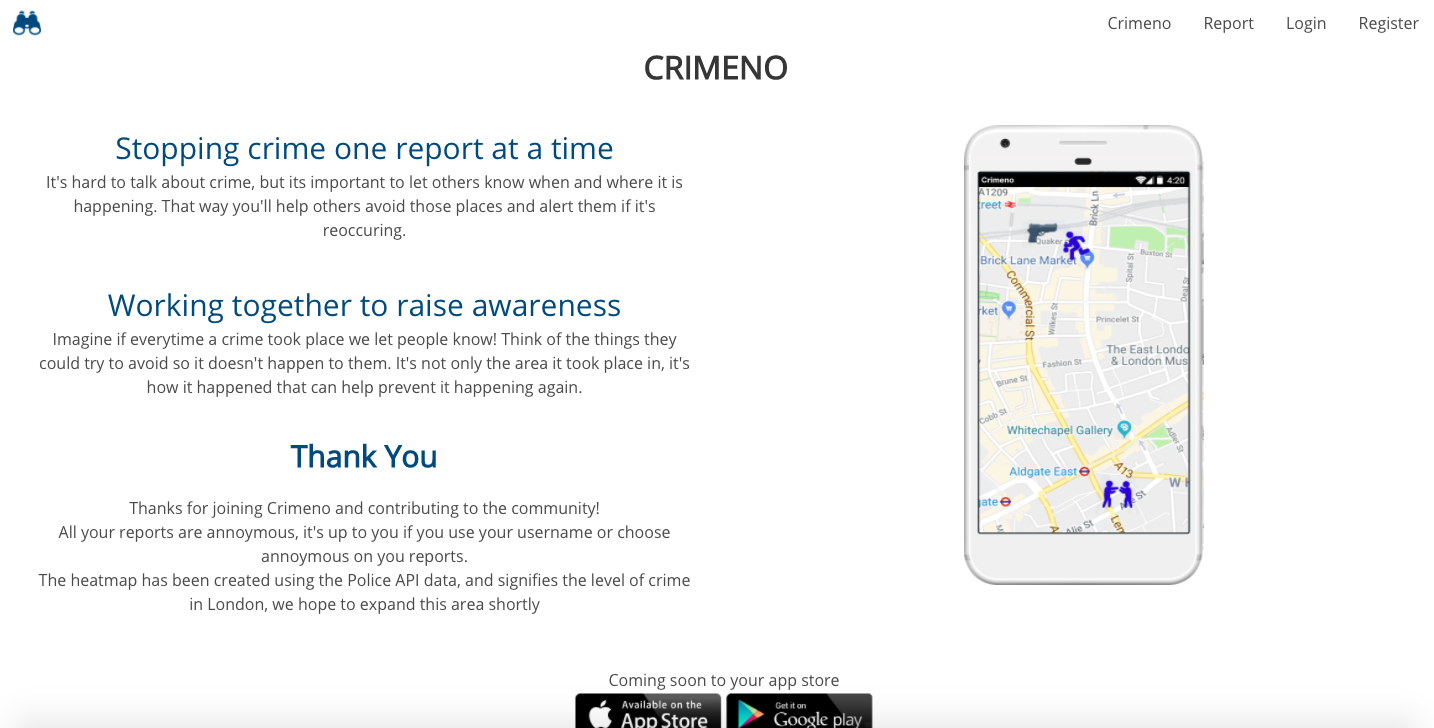 Crimeno Report Login Register
CRIMENO
Stopping crime one report at a time
It's hard to talk about crime, but its important to let others know when and where it is
happening. That way you'll help others avoid those places and alert them if it's
reoccuring.
Working together to raise awareness
Imagine if everytime a crime took place we let people know! Think of the things they
could try to avoid so it doesn't happen to them. It's not only the area it took place in, it's
how it happened that can help prevent it happening again.
Thank You
Thanks for joining Crimeno and contributing to the community!
All your reports are annoymous, it's up to you if you use your username or choose
annoymous on you reports.
The heatmap has been created using the Police API data, and signifies the level of crime
in London, we hope to expand this area shortly
Crimeno 4:20
A1209
reet
Brick Ln
Quaker
Buxton St
Brick Lane Market
Spital St
Deal St
Commercial St
rket
Wilkes St
Princelet St
The East Londo
& London Mus
Fashion St
Brune St
Cobb St
Whitechapel Gallery
Adler St
Aldgate East
A13
W H
gate
Alie St
Lem
Coming soon to your app store
Available on the
App Store
Get it on
Google play